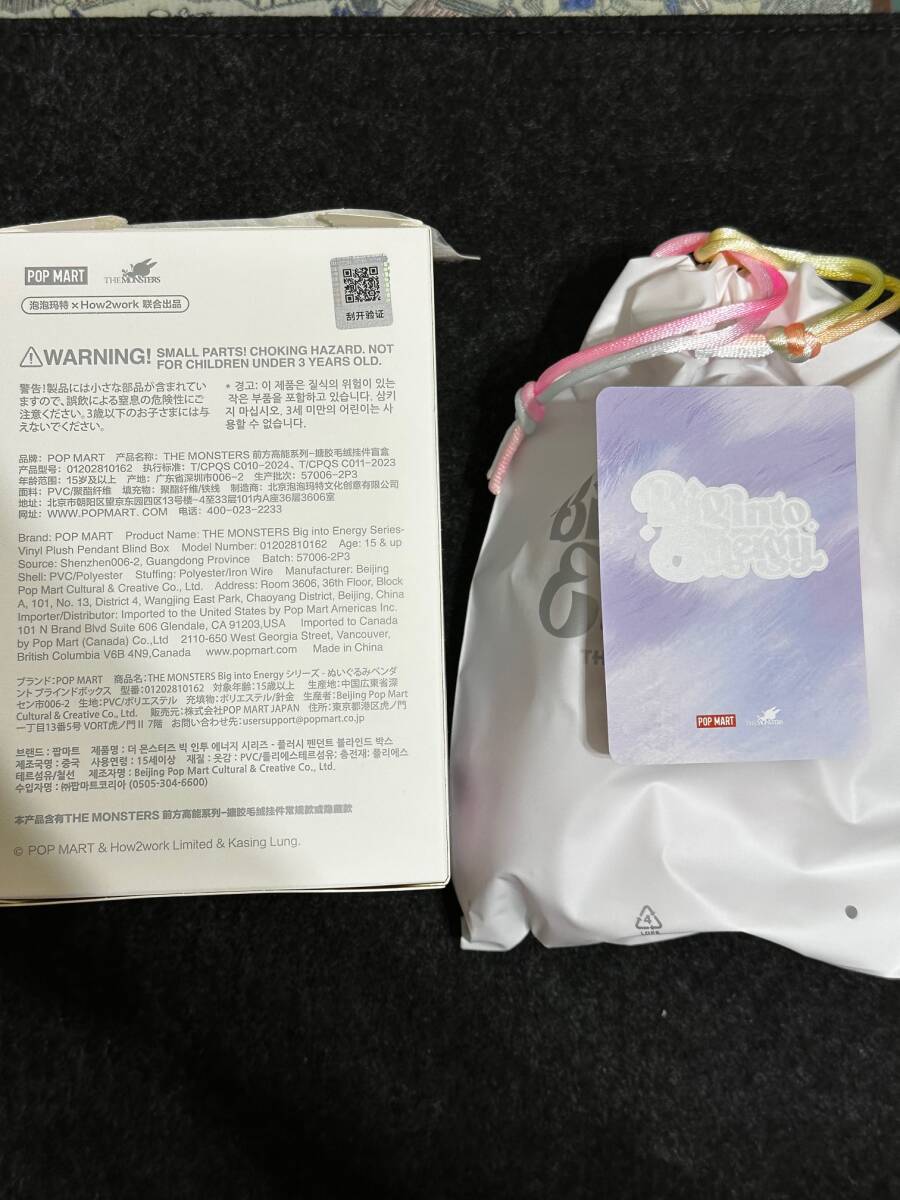 POP MART
THE MONSTERS
泡泡玛特×How2work 联合出品
刮开验证
WARNING! SMALL PARTS! CHOKING HAZARD. NOT
FOR CHILDREN UNDER 3 YEARS OLD.
警告!製品には小さな部品が含まれてい
ますので、誤飲による窒息の危険性にご
注意ください。3歳以下のお子さまには与
えないでください。
* 경고: 이 제품은 질식의 위험이 있는
작은 부품을 포함하고 있습니다. 삼키
지 마십시오, 3세 미만의 어린이는 사
용할 수 없습니다.
品牌: POP MART 产品名称: THE MONSTERS 前方高能系列-搪胶毛绒挂件盲盒
产品型号: 01202810162 执行标准: T/CPQS C010-2024、T/CPQS C011-2023
年龄范围: 15岁及以上 产地: 广东省深圳市006-2 生产批次: 57006-2P3
面料: PVC/聚酯纤维 填充物: 聚酯纤维/铁线 制造商: 北京泡泡玛特文化创意有限公司
地址: 北京市朝阳区望京东园四区13号楼-4至33层101内A座36层3606室
网址: WWW.POPMART. COM 电话: 400-023-2233
Brand: POP MART Product Name: THE MONSTERS Big into Energy Series-
Vinyl Plush Pendant Blind Box Model Number: 01202810162 Age: 15 & up
Source: Shenzhen006-2, Guangdong Province Batch: 57006-2P3
Shell: PVC/Polyester Stuffing: Polyester/Iron Wire Manufacturer: Beijing
Pop Mart Cultural & Creative Co., Ltd. Address: Room 3606, 36th Floor, Block
A, 101, No. 13, District 4, Wangjing East Park, Chaoyang District, Beijing, China
Importer/Distributor: Imported to the United States by Pop Mart Americas Inc.
101 N Brand Blvd Suite 606 Glendale, CA 91203,USA Imported to Canada
by Pop Mart (Canada) Co.,Ltd 2110-650 West Georgia Street, Vancouver,
British Columbia V6B 4N9,Canada www.popmart.com Made in China
ブランド:POP MART 商品名:THE MONSTERS Big into Energy シリーズ - ぬいぐるみペンダ
ント ブラインドボックス 型番:01202810162 対象年齢:15歳以上 生産地:中国広東省深
セン市006-2 生地:PVC/ポリエステル 充填物:ポリエステル/針金 生産者:Beijing Pop Mart
Cultural & Creative Co., Ltd. 販売元:株式会社POP MART JAPAN 住所:東京都港区虎ノ門
一丁目13番5号 VORT虎ノ門Ⅱ 7階 お問い合わせ先:usersupport@popmart.co.jp
브랜드 : 팝마트 제품명 : 더 몬스터즈 빅 인투 에너지 시리즈 - 플러시 펜던트 블라인드 박스
제조국명 : 중국 사용연령 : 15세이상 재질 : 옷감 : PVC/폴리에스테르섬유; 충전재: 폴리에스
테르섬유/철선 제조자명 : Beijing Pop Mart Cultural & Creative Co., Ltd.
수입자명 : ㈜팝마트코리아 (0505-304-6600)
本产品含有THE MONSTERS 前方高能系列-搪胶毛绒挂件常规款或隐藏款
© POP MART & How2work Limited & Kasing Lung.
Big into
Energy
POP MART
THE MONSTERS
4
LDPE